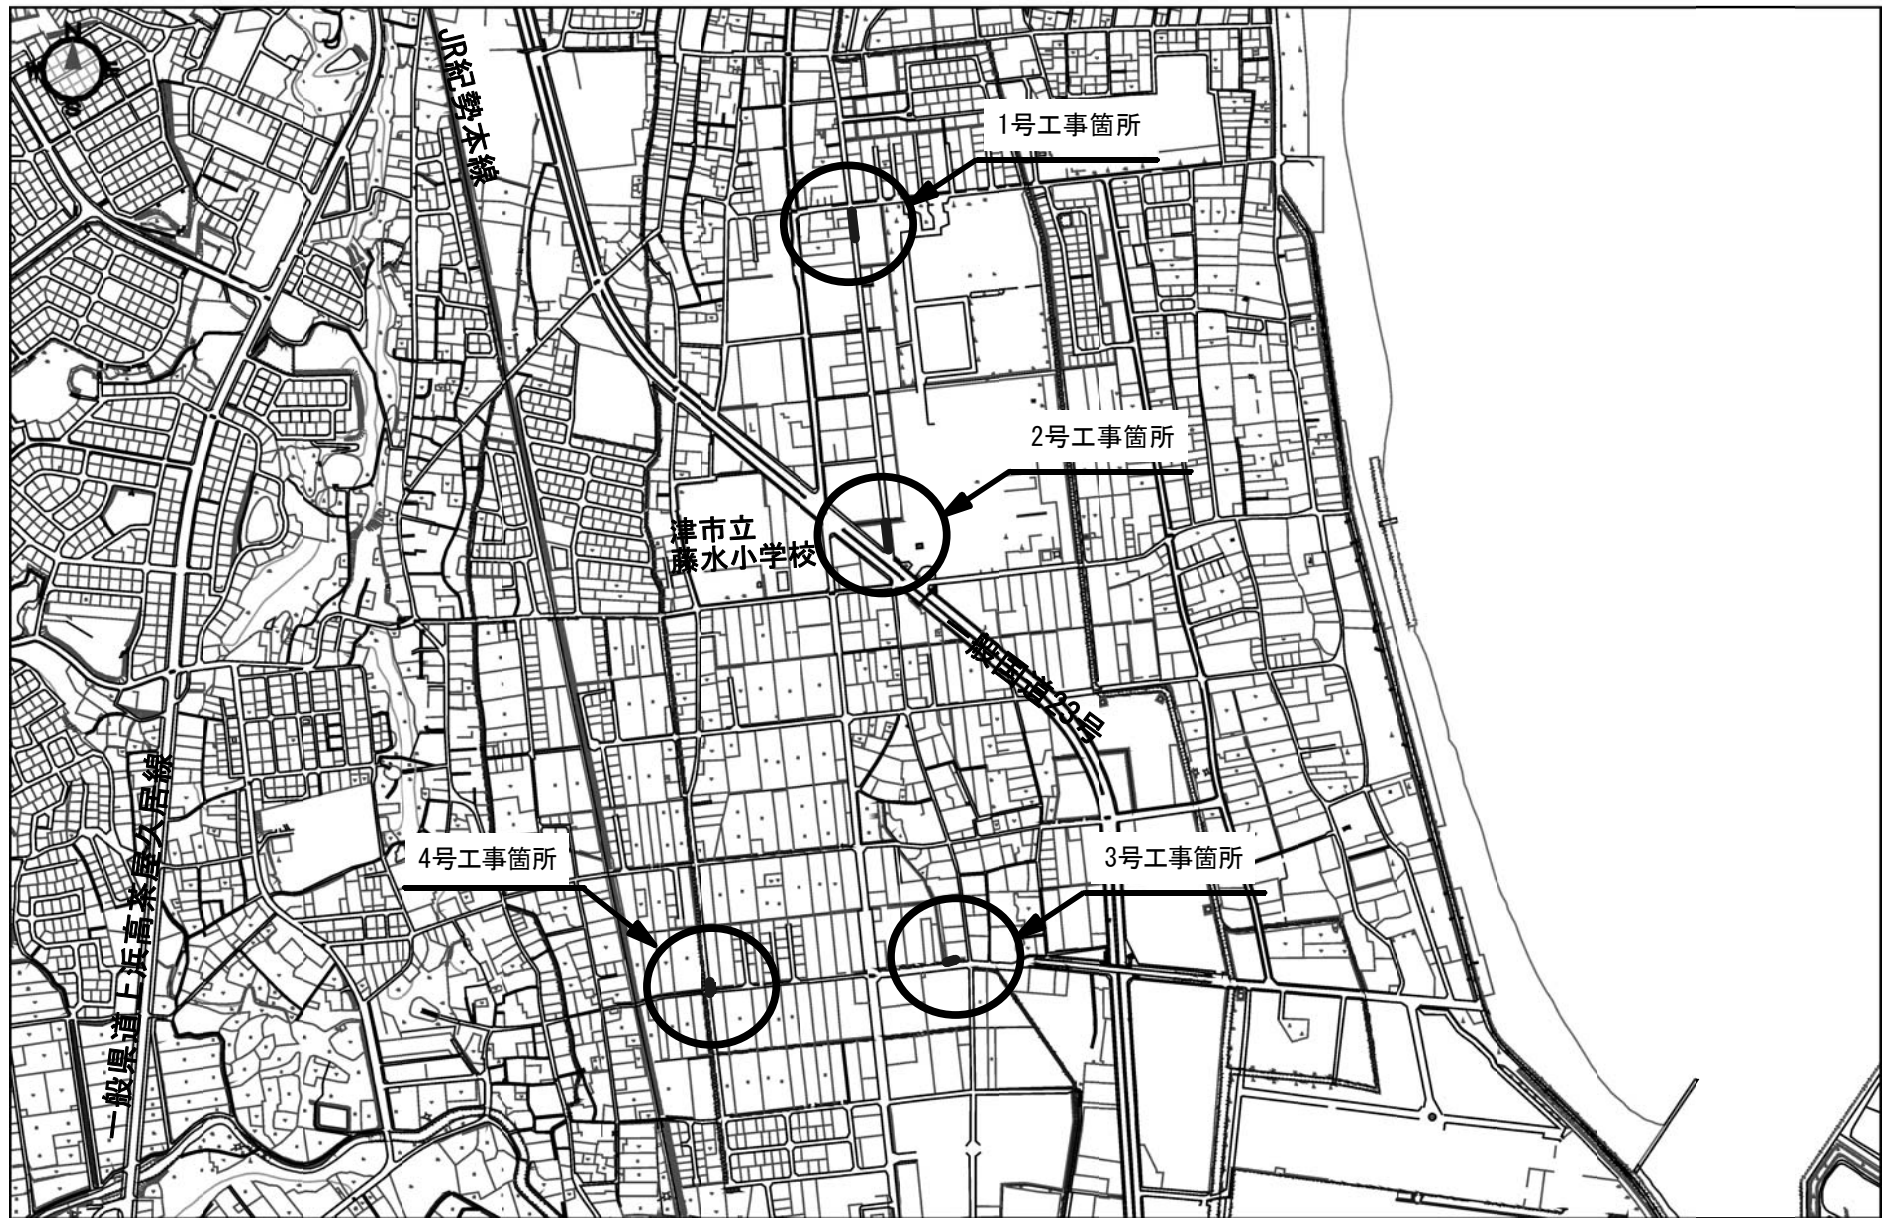 N
W
E
S
JR紀勢本線
1号工事箇所
2号工事箇所
津市立
藤水小学校
一般国道23号
4号工事箇所
3号工事箇所
一般県道上浜高茶屋久居線